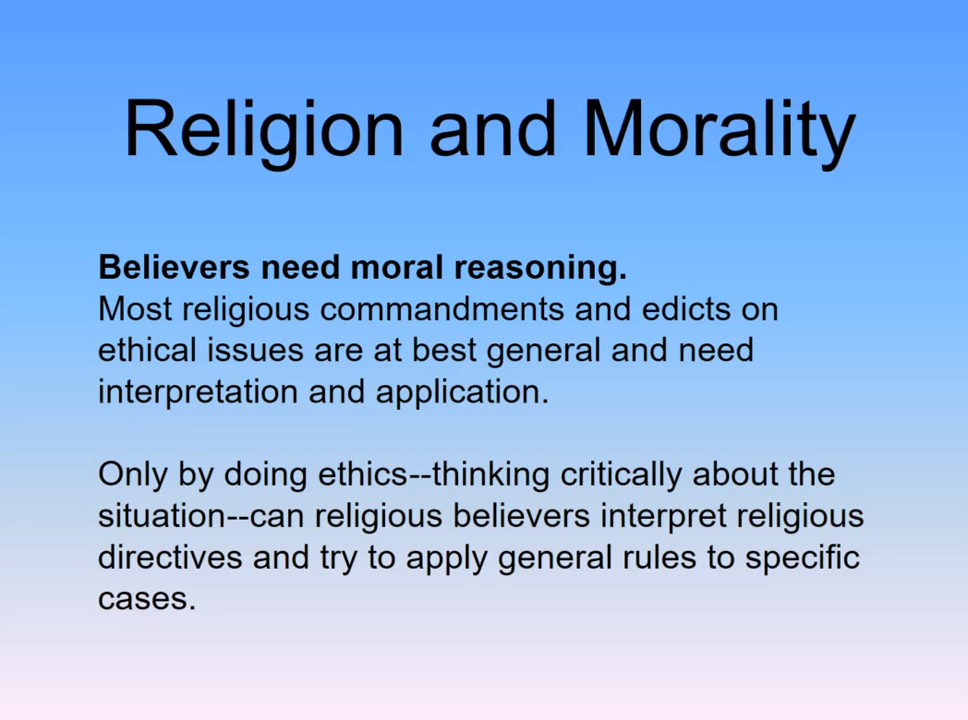 Religion and Morality
Believers need moral reasoning.
Most religious commandments and edicts on
ethical issues are at best general and need
interpretation and application.
Only by doing ethics--thinking critically about the
situation--can religious believers interpret religious
directives and try to apply general rules to specific
cases.